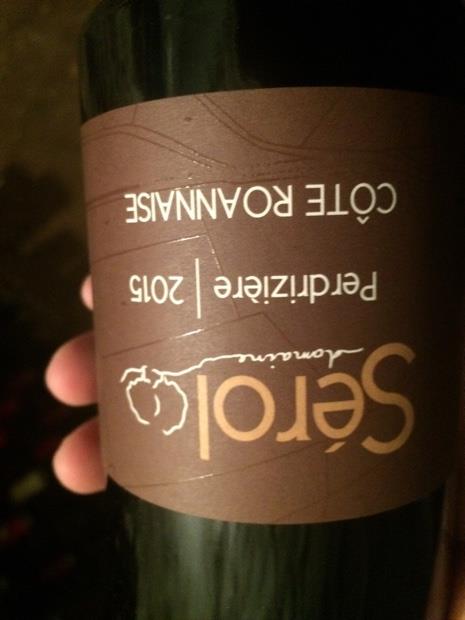 domaine
Sérol
Perdrizière | 2015
CÔTE ROANNAISE